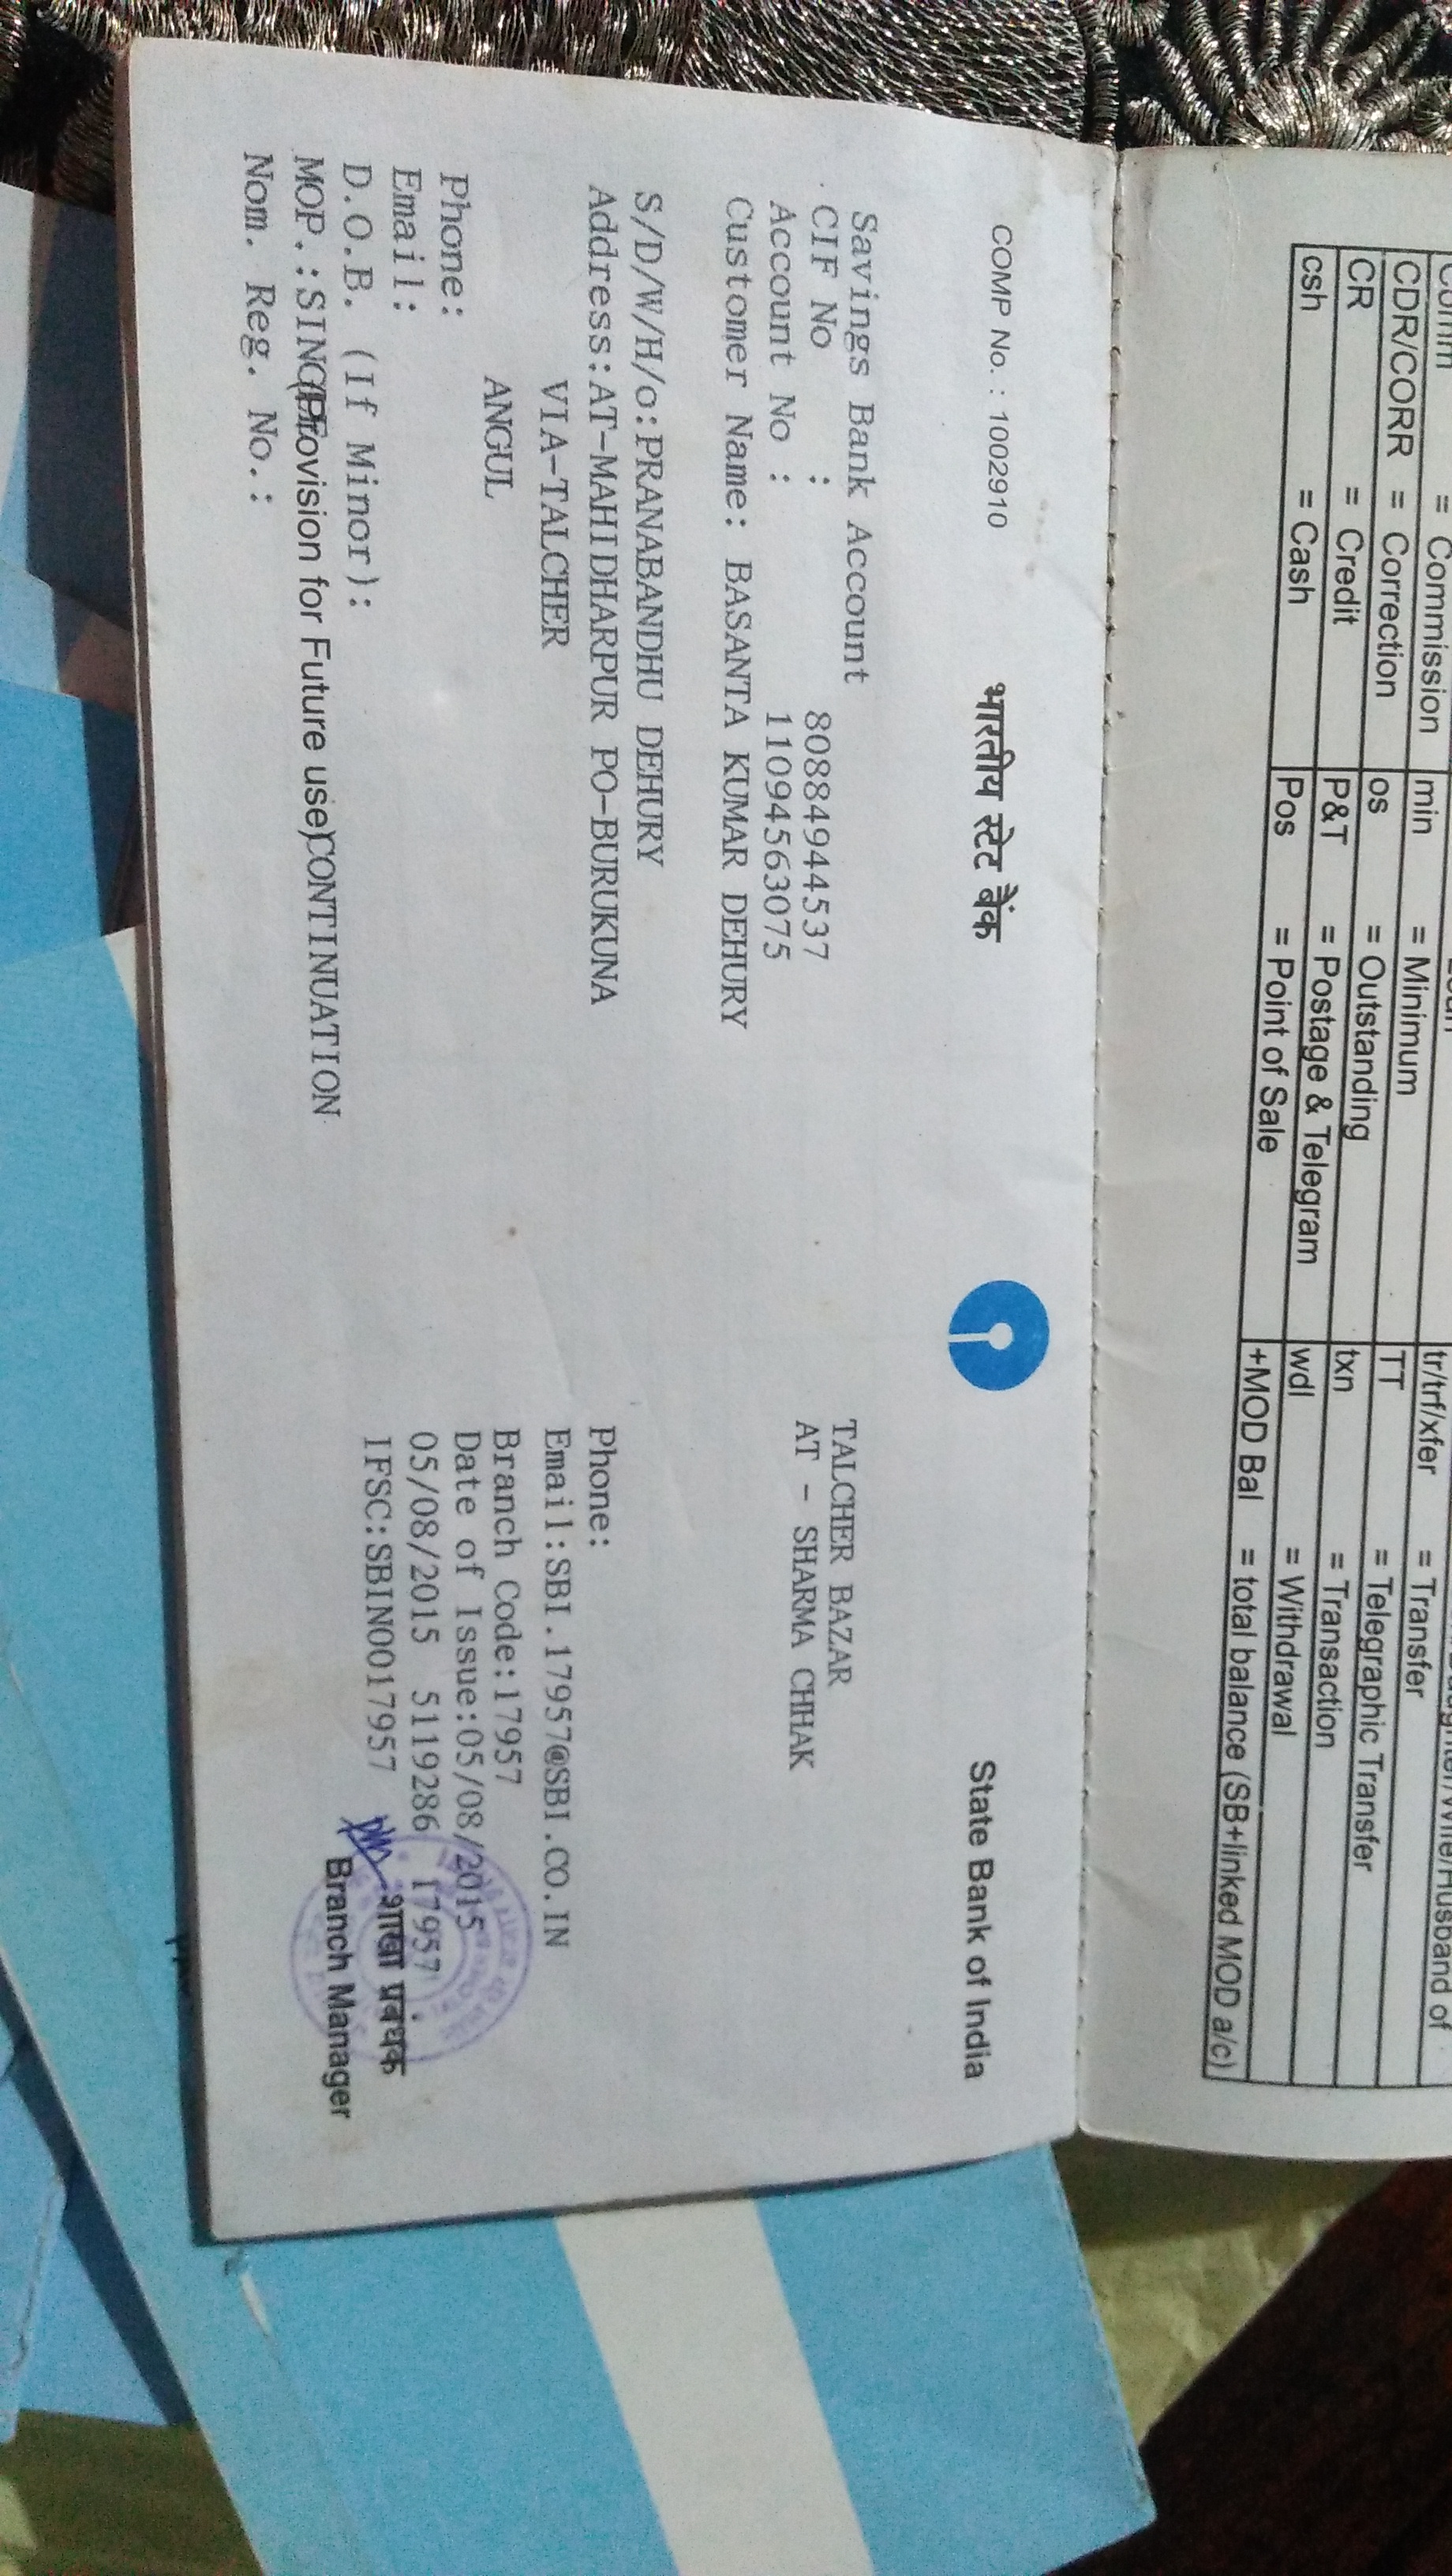 Comm = Commission min = Minimum tr/trf/xfer = Transfer
CDR/CORR = Correction os = Outstanding TT = Telegraphic Transfer
CR = Credit P&T = Postage & Telegram txn = Transaction
csh = Cash Pos = Point of Sale wdl = Withdrawal
+MOD Bal = total balance (SB+linked MOD a/c)
COMP No. : 1002910 भारतीय स्टेट बैंक State Bank of India
Savings Bank Account
CIF No : 80884944537
Account No : 11094563075
Customer Name: BASANTA KUMAR DEHURY
S/D/W/H/o:PRANABANDHU DEHURY
Address:AT-MAHIDHARPUR PO-BURUKUNA
VIA-TALCHER
ANGUL
Phone:
Email:
D.O.B. (If Minor):
MOP.:SINGLE (Provision for Future use) CONTINUATION
Nom. Reg. No.:
TALCHER BAZAR
AT - SHARMA CHHAK
Phone:
Email:SBI.17957@SBI.CO.IN
Branch Code:17957
Date of Issue:05/08/2015
05/08/2015 5119286 17957
IFSC:SBIN0017957
शाखा प्रबंधक
Branch Manager